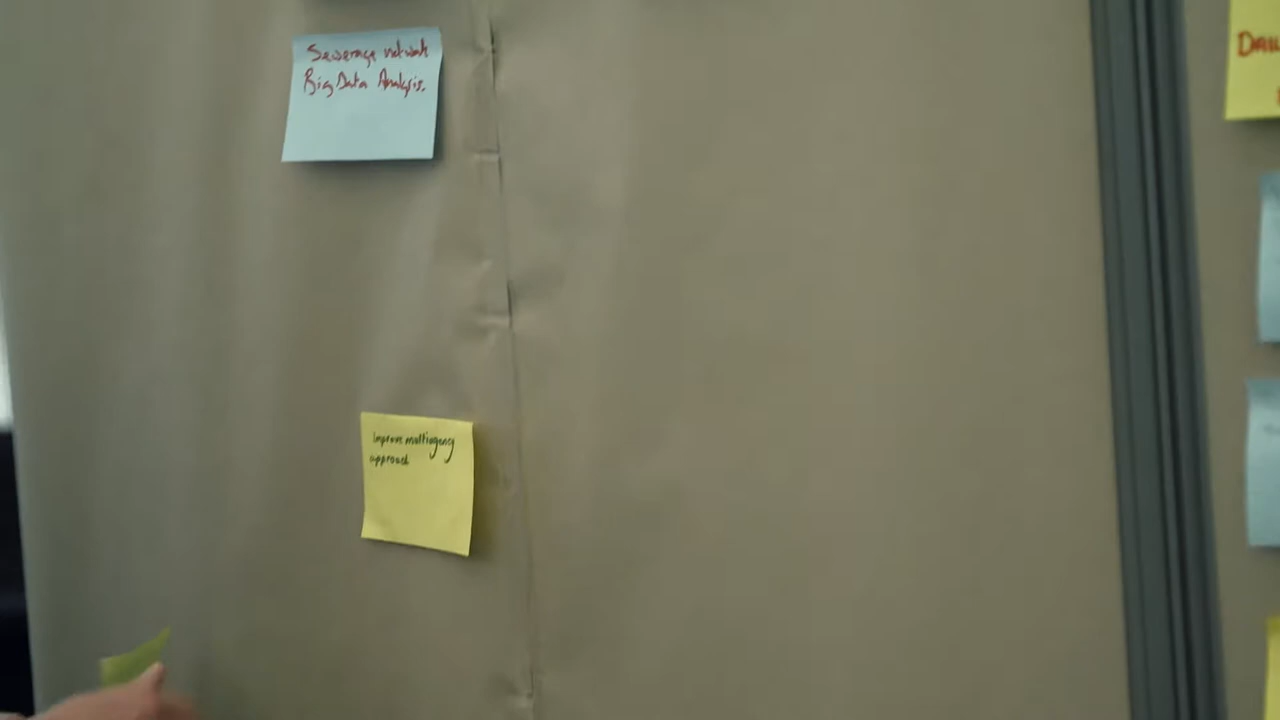 Sewerage network
Big Data Analysis.
Improve multiagency
approach